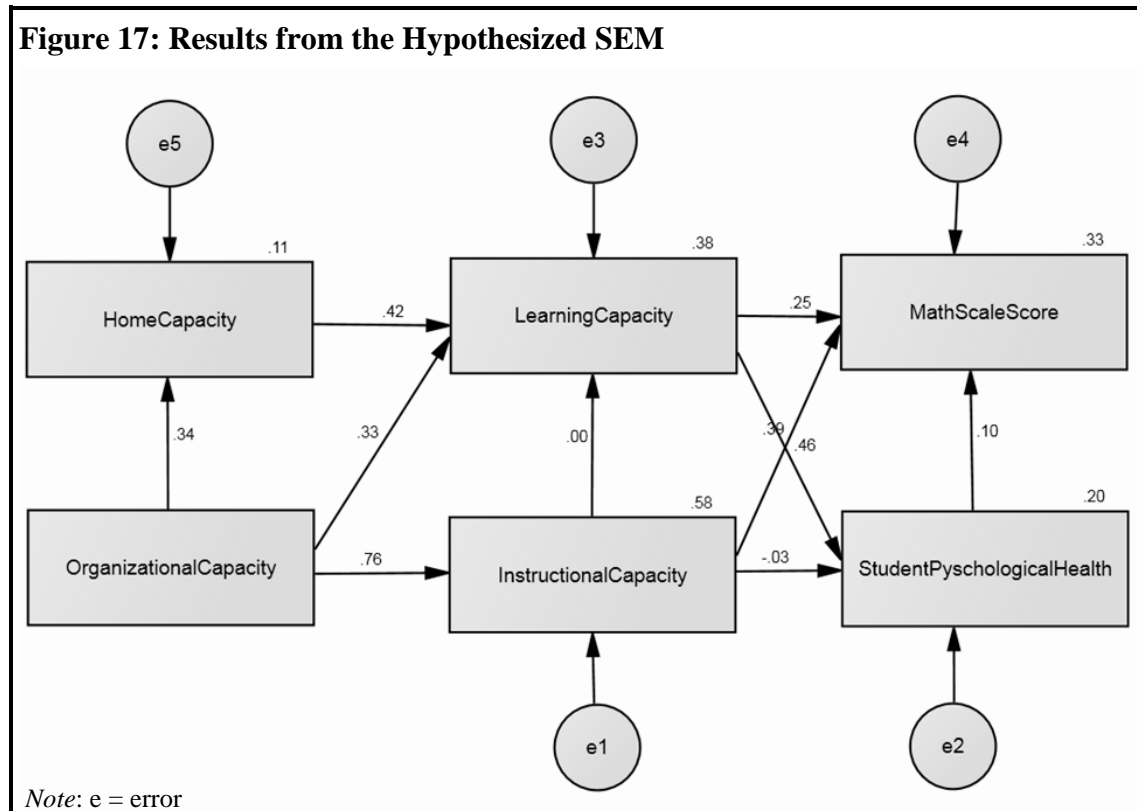 Figure 17: Results from the Hypothesized SEM
e5
e3
e4
.11
.38
.33
HomeCapacity
.42
LearningCapacity
.25
MathScaleScore
.34
.33
.00
.39
.46
.10
.58
.20
OrganizationalCapacity
.76
InstructionalCapacity
-.03
StudentPyschologicalHealth
e1
e2
Note: e = error